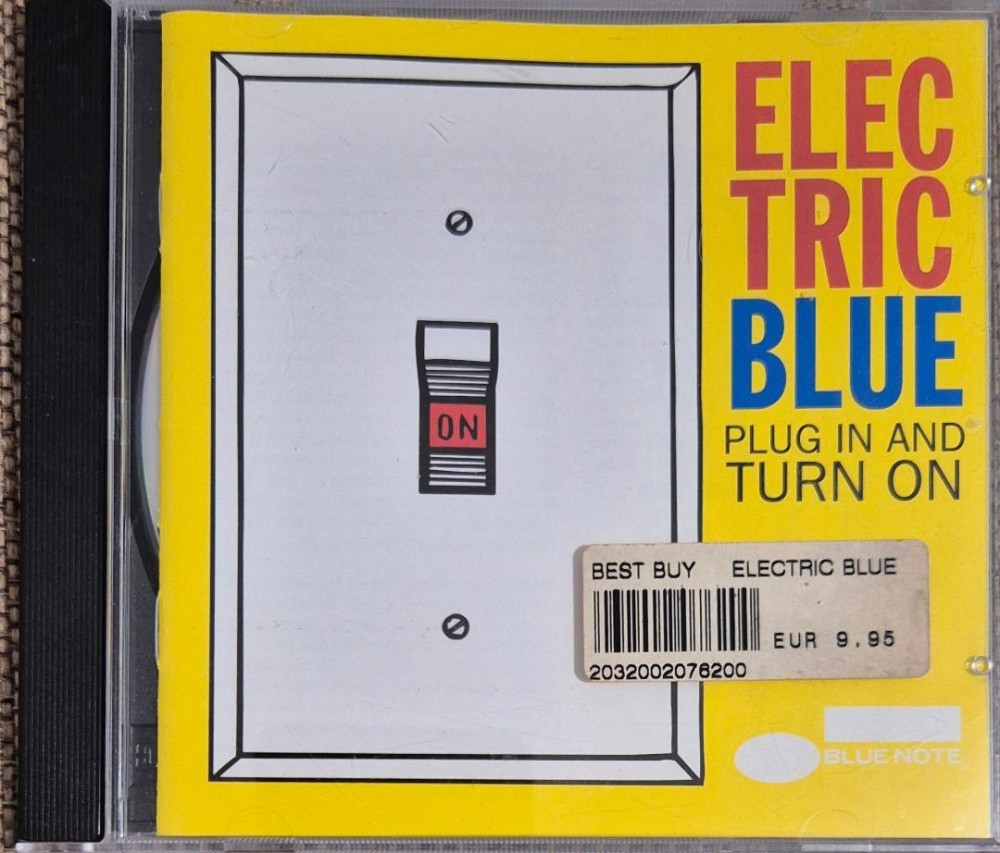 ELEC
TRIC
BLUE
PLUG IN AND
TURN ON
ON
BEST BUY ELECTRIC BLUE
EUR 9.95
2032002076200
BLUE NOTE